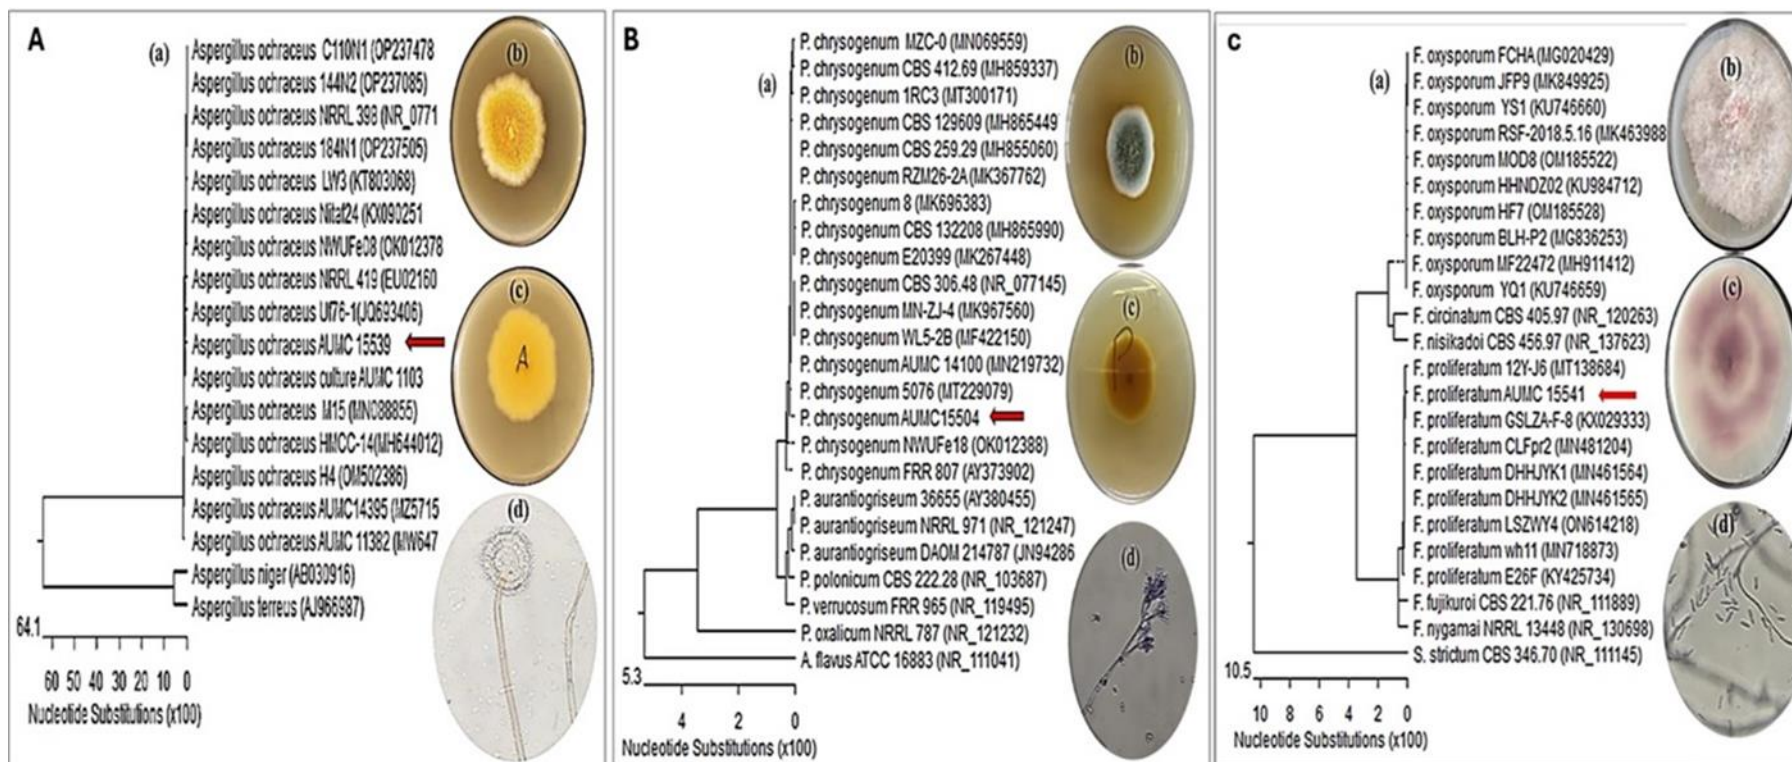 A
(a)
Aspergillus ochraceus C110N1 (OP237478
Aspergillus ochraceus 144N2 (OP237085)
Aspergillus ochraceus NRRL 398 (NR_0771
Aspergillus ochraceus 184N1 (OP237505)
Aspergillus ochraceus LW3 (KT803068)
Aspergillus ochraceus Nitaf24 (KX090251
Aspergillus ochraceus NWUFe08 (OK012378
Aspergillus ochraceus NRRL 419 (EU02160
Aspergillus ochraceus Uf76-1(JQ693406)
Aspergillus ochraceus AUMC 15539
Aspergillus ochraceus culture AUMC 1103
Aspergillus ochraceus M15 (MN088855)
Aspergillus ochraceus HMCC-14(MH644012)
Aspergillus ochraceus H4 (OM502386)
Aspergillus ochraceus AUMC14395 (MZ5715
Aspergillus ochraceus AUMC 11382 (MW647
Aspergillus niger (AB030916)
Aspergillus terreus (AJ966987)
64.1
60 50 40 30 20 10 0
Nucleotide Substitutions (x100)
(b)
(c)
A
(d)
B
(a)
P. chrysogenum MZC-0 (MN069559)
P. chrysogenum CBS 412.69 (MH859337)
P. chrysogenum 1RC3 (MT300171)
P. chrysogenum CBS 129609 (MH865449
P. chrysogenum CBS 259.29 (MH855060)
P. chrysogenum RZM26-2A (MK367762)
P. chrysogenum 8 (MK696383)
P. chrysogenum CBS 132208 (MH865990)
P. chrysogenum E20399 (MK267448)
P. chrysogenum CBS 306.48 (NR_077145)
P. chrysogenum MN-ZJ-4 (MK967560)
P. chrysogenum WL5-2B (MF422150)
P. chrysogenum AUMC 14100 (MN219732)
P. chrysogenum 5076 (MT229079)
P. chrysogenum AUMC15504
P. chrysogenum NWUFe18 (OK012388)
P. chrysogenum FRR 807 (AY373902)
P. aurantiogriseum 36655 (AY380455)
P. aurantiogriseum NRRL 971 (NR_121247)
P. aurantiogriseum DAOM 214787 (JN94286
P. polonicum CBS 222.28 (NR_103687)
P. verrucosum FRR 965 (NR_119495)
P. oxalicum NRRL 787 (NR_121232)
A. flavus ATCC 16883 (NR_111041)
5.3
4 2 0
Nucleotide Substitutions (x100)
(b)
(c)
P
(d)
C
(a)
F. oxysporum FCHA (MG020429)
F. oxysporum JFP9 (MK849925)
F. oxysporum YS1 (KU746660)
F. oxysporum RSF-2018.5.16 (MK463988
F. oxysporum MOD8 (OM185522)
F. oxysporum HHNDZ02 (KU984712)
F. oxysporum HF7 (OM185528)
F. oxysporum BLH-P2 (MG836253)
F. oxysporum MF22472 (MH911412)
F. oxysporum YQ1 (KU746659)
F. circinatum CBS 405.97 (NR_120263)
F. nisikadoi CBS 456.97 (NR_137623)
F. proliferatum 12Y-J6 (MT138684)
F. proliferatum AUMC 15541
F. proliferatum GSLZA-F-8 (KX029333)
F. proliferatum CLFpr2 (MN481204)
F. proliferatum DHHJYK1 (MN461564)
F. proliferatum DHHJYK2 (MN461565)
F. proliferatum LSZWY4 (ON614218)
F. proliferatum wh11 (MN718873)
F. proliferatum E26F (KY425734)
F. fujikuroi CBS 221.76 (NR_111889)
F. nygamai NRRL 13448 (NR_130698)
S. strictum CBS 346.70 (NR_111145)
10.5
10 8 6 4 2 0
Nucleotide Substitutions (x100)
(b)
(c)
(d)